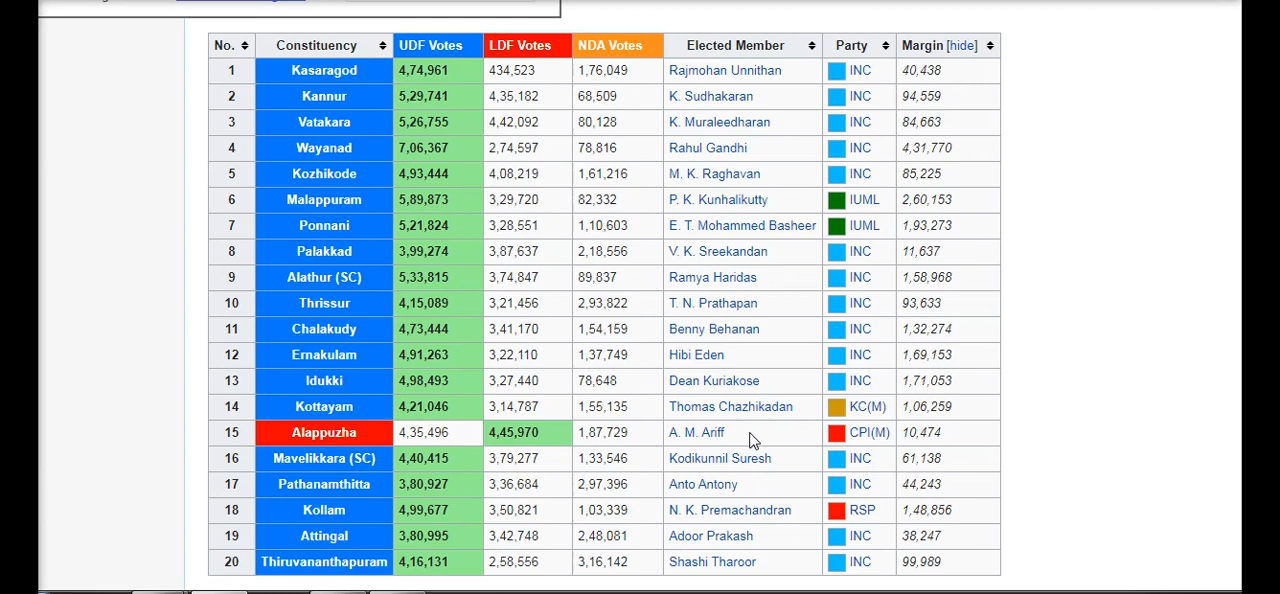 No. Constituency UDF Votes LDF Votes NDA Votes Elected Member Party Margin [hide]
1 Kasaragod 4,74,961 434,523 1,76,049 Rajmohan Unnithan INC 40,438
2 Kannur 5,29,741 4,35,182 68,509 K. Sudhakaran INC 94,559
3 Vatakara 5,26,755 4,42,092 80,128 K. Muraleedharan INC 84,663
4 Wayanad 7,06,367 2,74,597 78,816 Rahul Gandhi INC 4,31,770
5 Kozhikode 4,93,444 4,08,219 1,61,216 M. K. Raghavan INC 85,225
6 Malappuram 5,89,873 3,29,720 82,332 P. K. Kunhalikutty IUML 2,60,153
7 Ponnani 5,21,824 3,28,551 1,10,603 E. T. Mohammed Basheer IUML 1,93,273
8 Palakkad 3,99,274 3,87,637 2,18,556 V. K. Sreekandan INC 11,637
9 Alathur (SC) 5,33,815 3,74,847 89,837 Ramya Haridas INC 1,58,968
10 Thrissur 4,15,089 3,21,456 2,93,822 T. N. Prathapan INC 93,633
11 Chalakudy 4,73,444 3,41,170 1,54,159 Benny Behanan INC 1,32,274
12 Ernakulam 4,91,263 3,22,110 1,37,749 Hibi Eden INC 1,69,153
13 Idukki 4,98,493 3,27,440 78,648 Dean Kuriakose INC 1,71,053
14 Kottayam 4,21,046 3,14,787 1,55,135 Thomas Chazhikadan KC(M) 1,06,259
15 Alappuzha 4,35,496 4,45,970 1,87,729 A. M. Ariff CPI(M) 10,474
16 Mavelikkara (SC) 4,40,415 3,79,277 1,33,546 Kodikunnil Suresh INC 61,138
17 Pathanamthitta 3,80,927 3,36,684 2,97,396 Anto Antony INC 44,243
18 Kollam 4,99,677 3,50,821 1,03,339 N. K. Premachandran RSP 1,48,856
19 Attingal 3,80,995 3,42,748 2,48,081 Adoor Prakash INC 38,247
20 Thiruvananthapuram 4,16,131 2,58,556 3,16,142 Shashi Tharoor INC 99,989